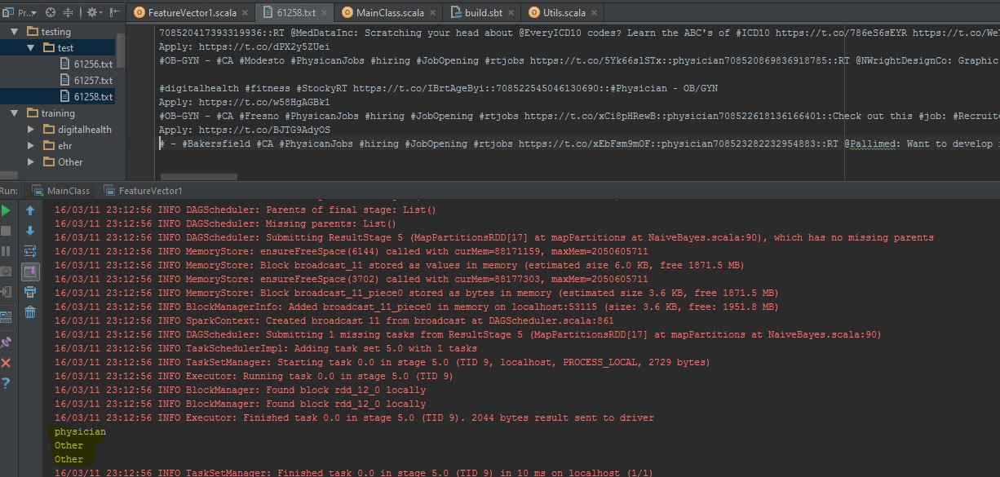 Pr...
FeatureVector1.scala
61258.txt
MainClass.scala
build.sbt
Utils.scala
testing
test
61256.txt
61257.txt
61258.txt
training
digitalhealth
ehr
Other
708520417393319936::RT @MedDataInc: Scratching your head about @EveryICD10 codes? Learn the ABC's of #ICD10 https://t.co/786eS6sEYR https://t.co/We
Apply: https://t.co/dPX2y5ZUei
#OB-GYN - #CA #Modesto #PhysicanJobs #hiring #JobOpening #rtjobs https://t.co/5Yk66slSTx::physician708520869836918785::RT @NWrightDesignCo: Graphic
#digitalhealth #fitness #StockyRT https://t.co/IBrtAgeByi::708522545046130690::#Physician - OB/GYN
Apply: https://t.co/w58HgAGBk1
#OB-GYN - #CA #Fresno #PhysicanJobs #hiring #JobOpening #rtjobs https://t.co/xCi8pHRewB::physician708522618136166401::Check out this #job: #Recruite
Apply: https://t.co/BJTG9AdyOS
# - #Bakersfield #CA #PhysicanJobs #hiring #JobOpening #rtjobs https://t.co/xEbFsm9mOF::physician708523282232954883::RT @Pallimed: Want to develop
Run:
MainClass
FeatureVector1
16/03/11 23:12:56 INFO DAGScheduler: Parents of final stage: List()
16/03/11 23:12:56 INFO DAGScheduler: Missing parents: List()
16/03/11 23:12:56 INFO DAGScheduler: Submitting ResultStage 5 (MapPartitionsRDD[17] at mapPartitions at NaiveBayes.scala:90), which has no missing parents
16/03/11 23:12:56 INFO MemoryStore: ensureFreeSpace(6144) called with curMem=88171159, maxMem=2050605711
16/03/11 23:12:56 INFO MemoryStore: Block broadcast_11 stored as values in memory (estimated size 6.0 KB, free 1871.5 MB)
16/03/11 23:12:56 INFO MemoryStore: ensureFreeSpace(3702) called with curMem=88177303, maxMem=2050605711
16/03/11 23:12:56 INFO MemoryStore: Block broadcast_11_piece0 stored as bytes in memory (estimated size 3.6 KB, free 1871.5 MB)
16/03/11 23:12:56 INFO BlockManagerInfo: Added broadcast_11_piece0 in memory on localhost:53115 (size: 3.6 KB, free: 1951.8 MB)
16/03/11 23:12:56 INFO SparkContext: Created broadcast 11 from broadcast at DAGScheduler.scala:861
16/03/11 23:12:56 INFO DAGScheduler: Submitting 1 missing tasks from ResultStage 5 (MapPartitionsRDD[17] at mapPartitions at NaiveBayes.scala:90)
16/03/11 23:12:56 INFO TaskSchedulerImpl: Adding task set 5.0 with 1 tasks
16/03/11 23:12:56 INFO TaskSetManager: Starting task 0.0 in stage 5.0 (TID 9, localhost, PROCESS_LOCAL, 2729 bytes)
16/03/11 23:12:56 INFO Executor: Running task 0.0 in stage 5.0 (TID 9)
16/03/11 23:12:56 INFO BlockManager: Found block rdd_12_0 locally
16/03/11 23:12:56 INFO BlockManager: Found block rdd_12_0 locally
16/03/11 23:12:56 INFO Executor: Finished task 0.0 in stage 5.0 (TID 9). 2044 bytes result sent to driver
physician
Other
Other
16/03/11 23:12:56 INFO TaskSetManager: Finished task 0.0 in stage 5.0 (TID 9) in 10 ms on localhost (1/1)